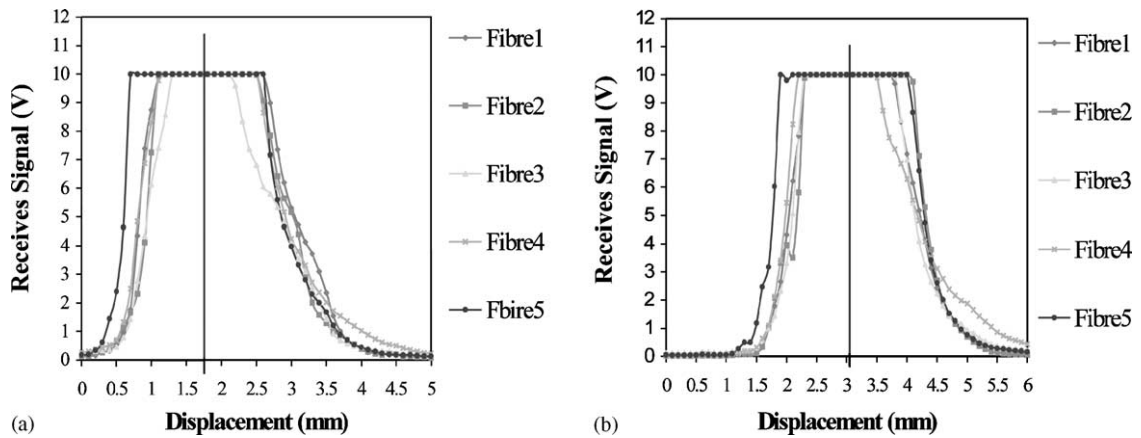 12
11
10
9
8
7
6
5
4
3
2
1
0
Receives Signal (V)
0 0.5 1 1.5 2 2.5 3 3.5 4 4.5 5
Displacement (mm)
(a)
Fibre1
Fibre2
Fibre3
Fibre4
Fbire5
12
11
10
9
8
7
6
5
4
3
2
1
0
Receives Signal (V)
0 0.5 1 1.5 2 2.5 3 3.5 4 4.5 5 5.5 6
Displacement (mm)
(b)
Fibre1
Fibre2
Fibre3
Fibre4
Fibre5